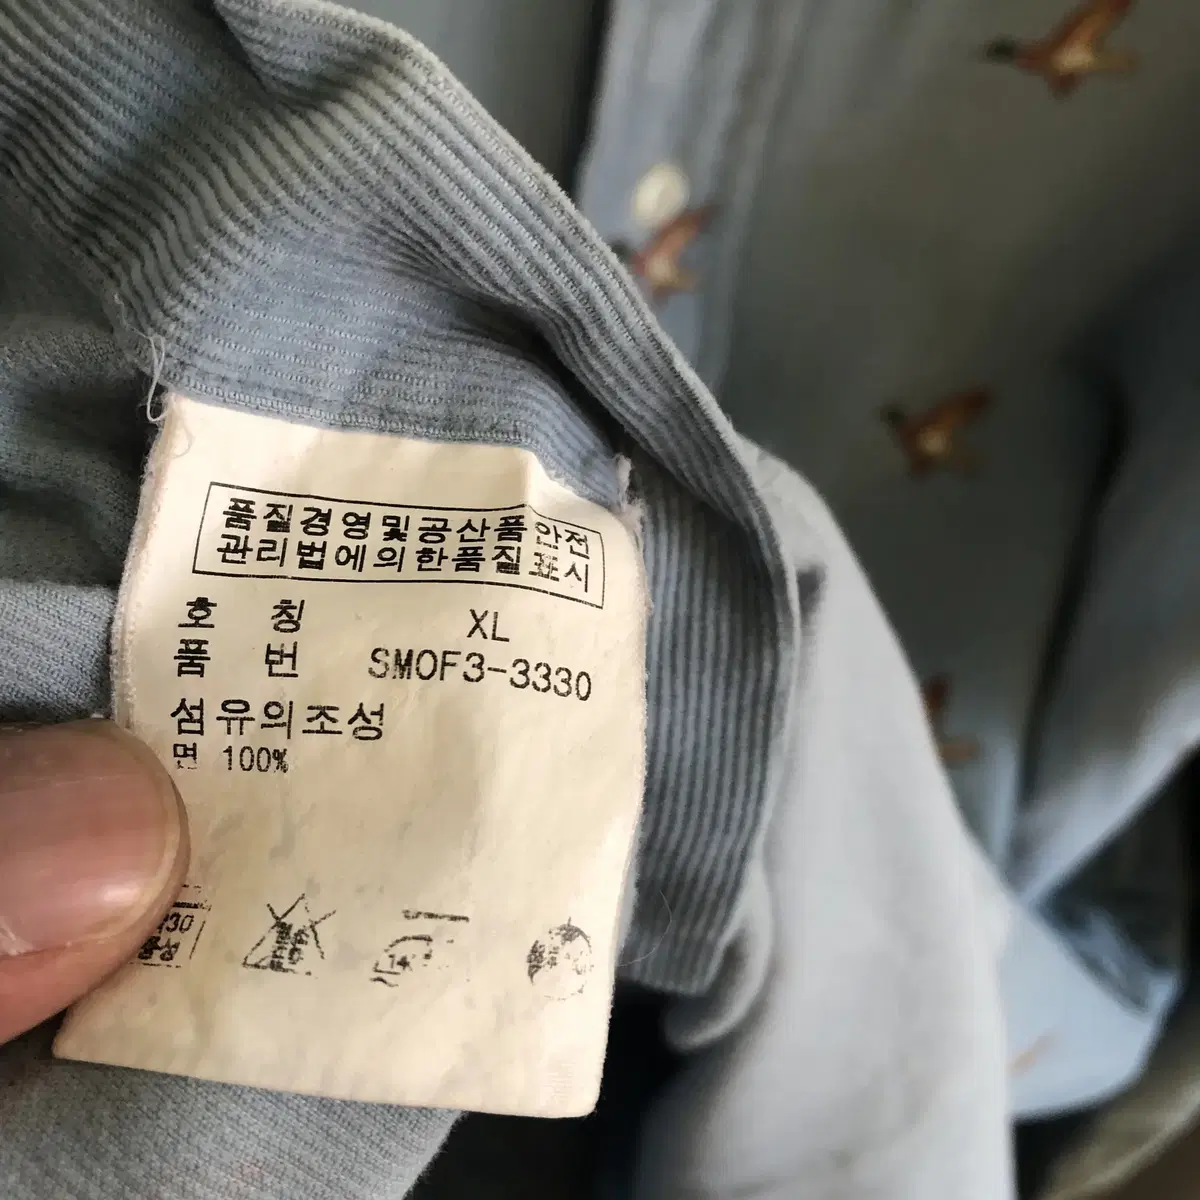 품질경영및공산품안전
관리법에의한품질표시
호 칭 XL
품 번 SMOF3-3330
섬유의조성
면 100%